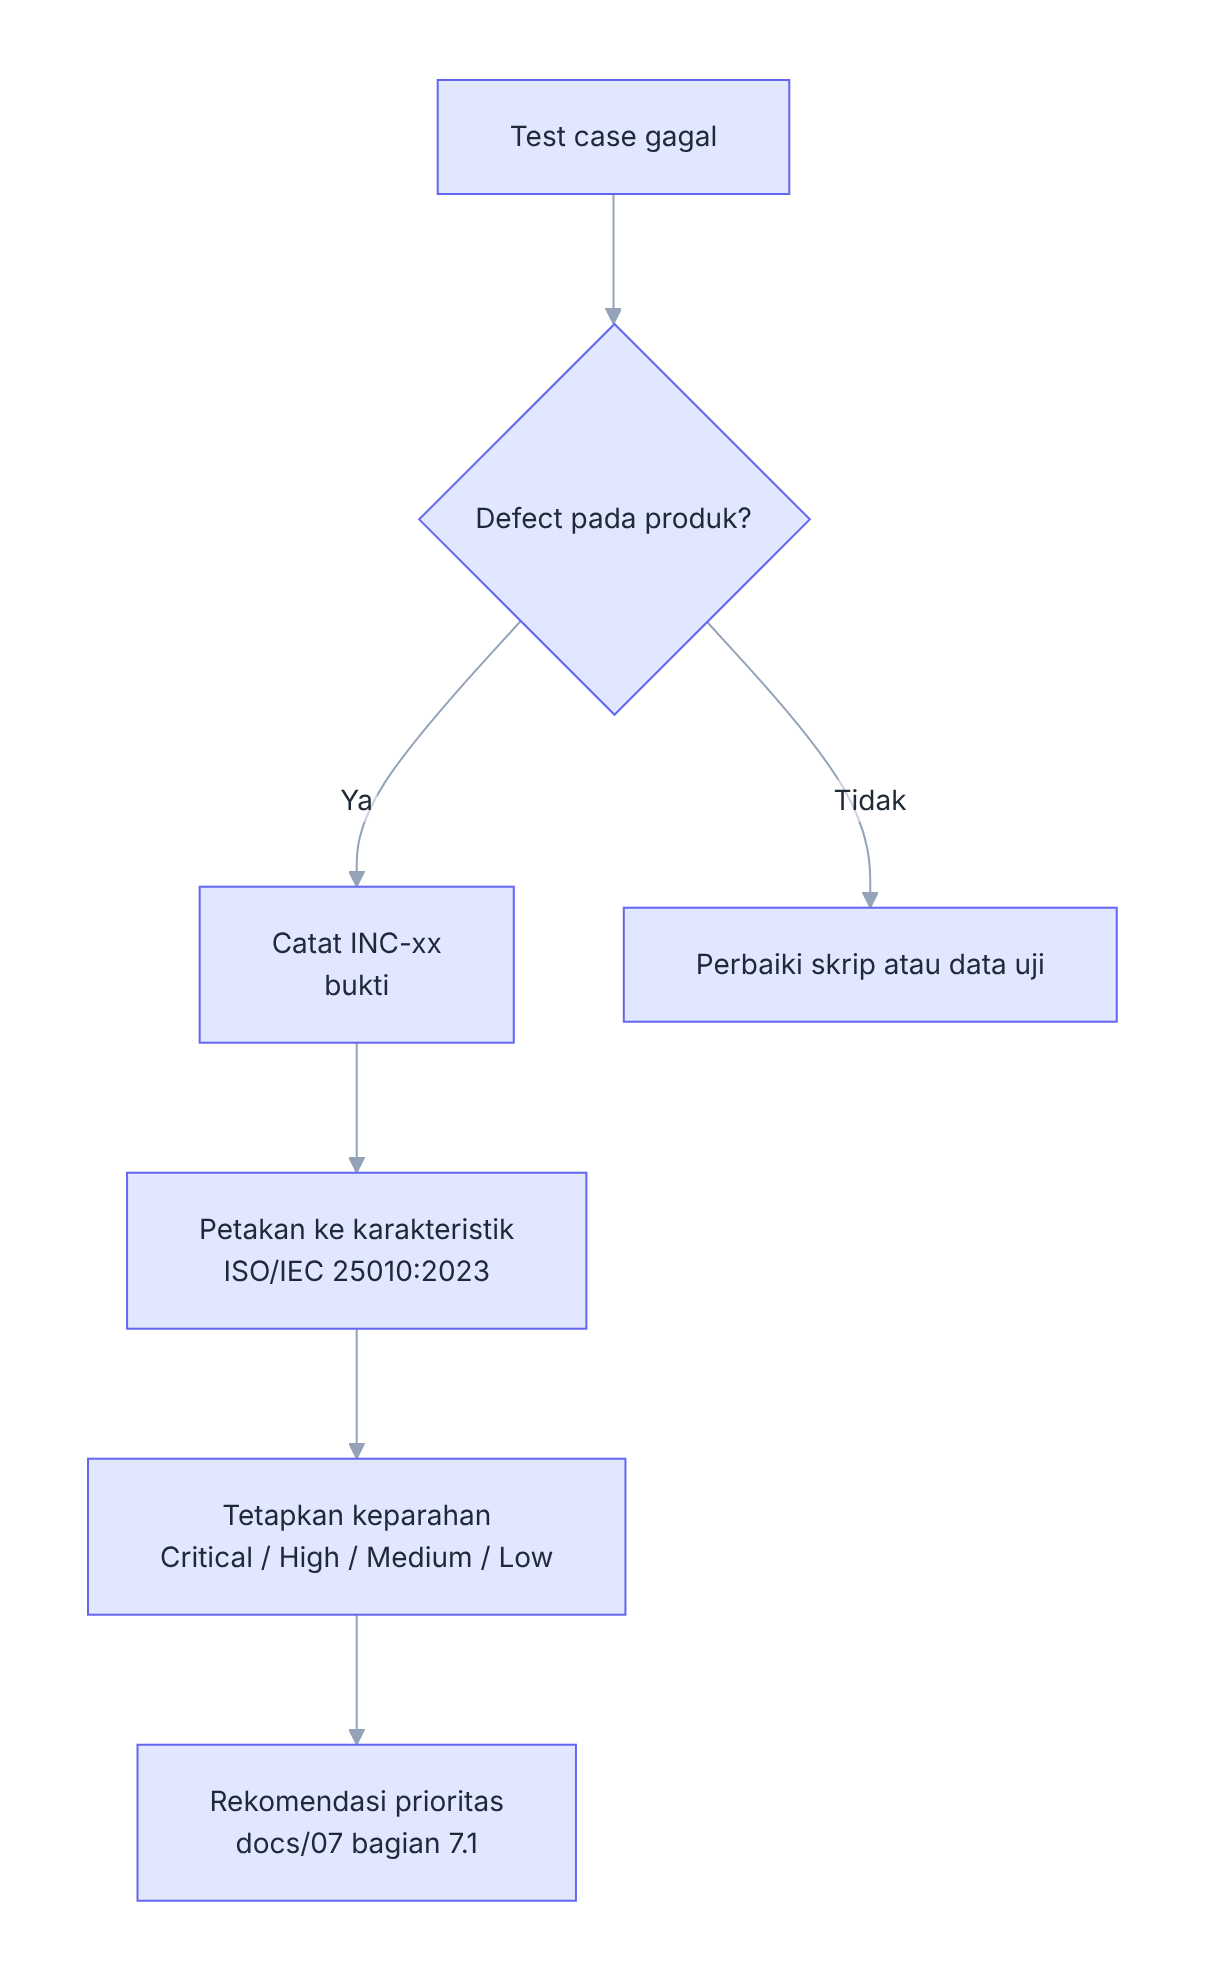 Test case gagal
Defect pada produk?
Ya
Tidak
Catat INC-xx
bukti
Perbaiki skrip atau data uji
Petakan ke karakteristik
ISO/IEC 25010:2023
Tetapkan keparahan
Critical / High / Medium / Low
Rekomendasi prioritas
docs/07 bagian 7.1